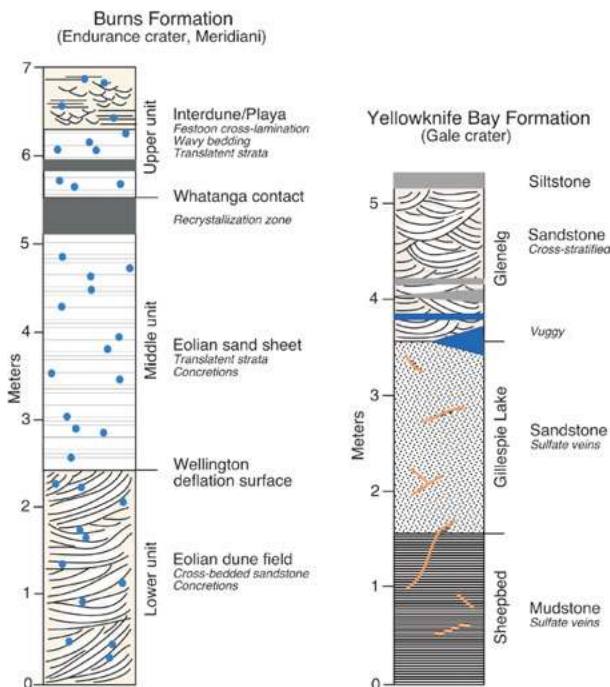 Burns Formation
(Endurance crater, Meridiani)
7
6
5
4
3
2
1
0
Meters
Upper unit
Middle unit
Lower unit
Interdune/Playa
Festoon cross-lamination
Wavy bedding
Translatent strata
Whatanga contact
Recrystallization zone
Eolian sand sheet
Translatent strata
Concretions
Wellington
deflation surface
Eolian dune field
Cross-bedded sandstone
Concretions
Yellowknife Bay Formation
(Gale crater)
5
4
3
2
1
0
Meters
Glenelg
Gillespie Lake
Sheepbed
Siltstone
Sandstone
Cross-stratified
Vuggy
Sandstone
Sulfate veins
Mudstone
Sulfate veins